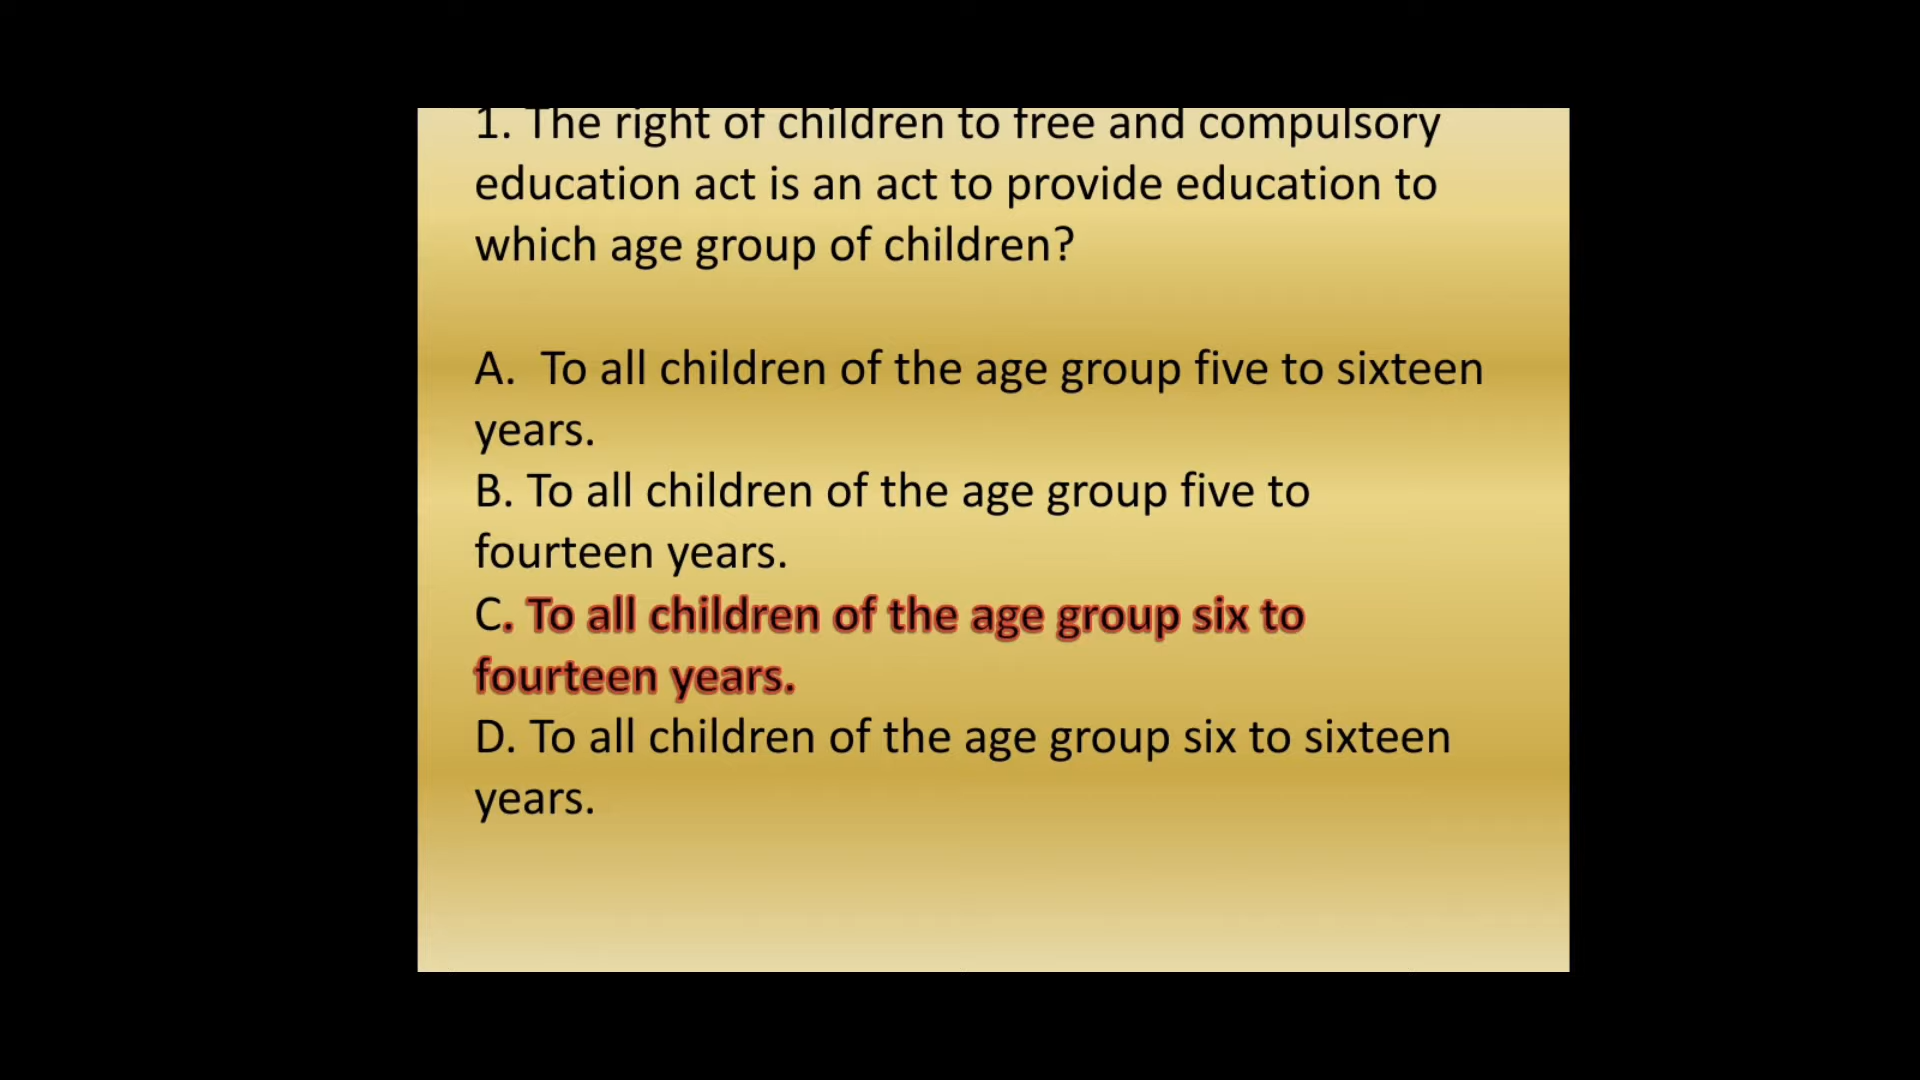 1. The right of children to free and compulsory
education act is an act to provide education to
which age group of children?
A.  To all children of the age group five to sixteen
years.
B. To all children of the age group five to
fourteen years.
C. To all children of the age group six to
fourteen years.
D. To all children of the age group six to sixteen
years.